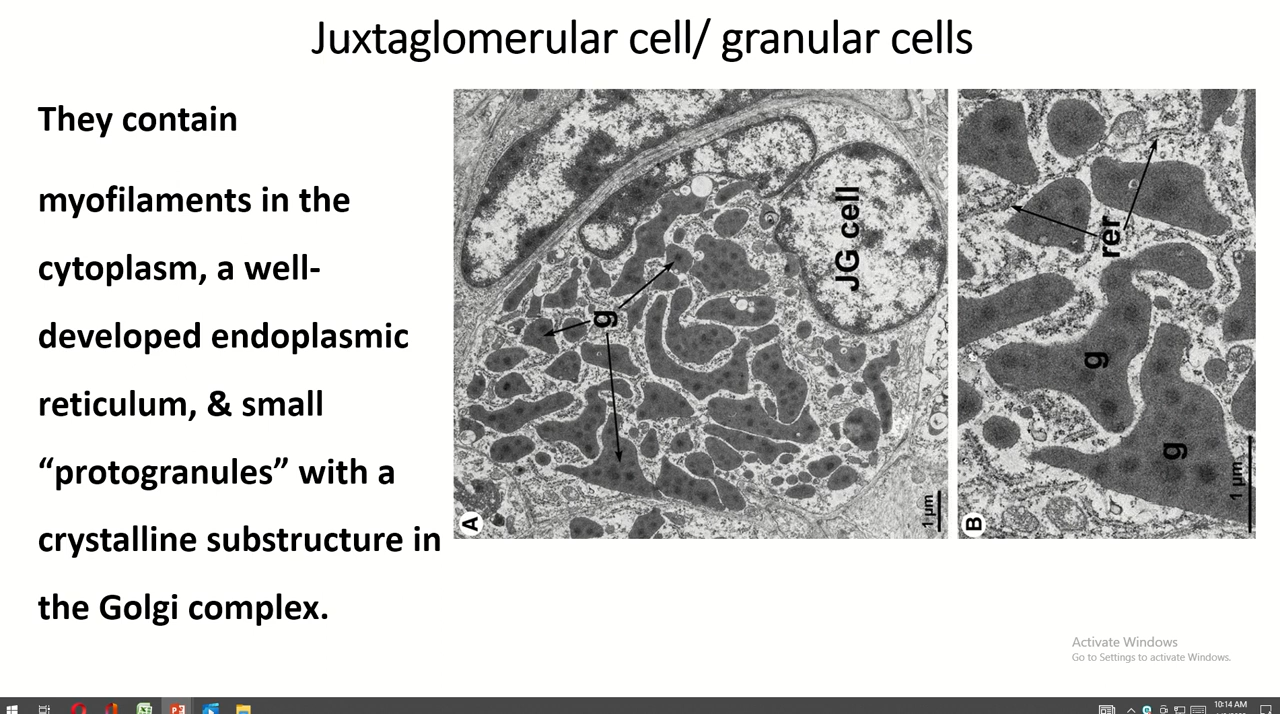 Juxtaglomerular cell/ granular cells
They contain
myofilaments in the
cytoplasm, a well-
developed endoplasmic
reticulum, & small
“protogranules” with a
crystalline substructure in
the Golgi complex.
JG cell
g
1 μm
A
rer
g
g
1 μm
B
Activate Windows
Go to Settings to activate Windows.
10:14 AM